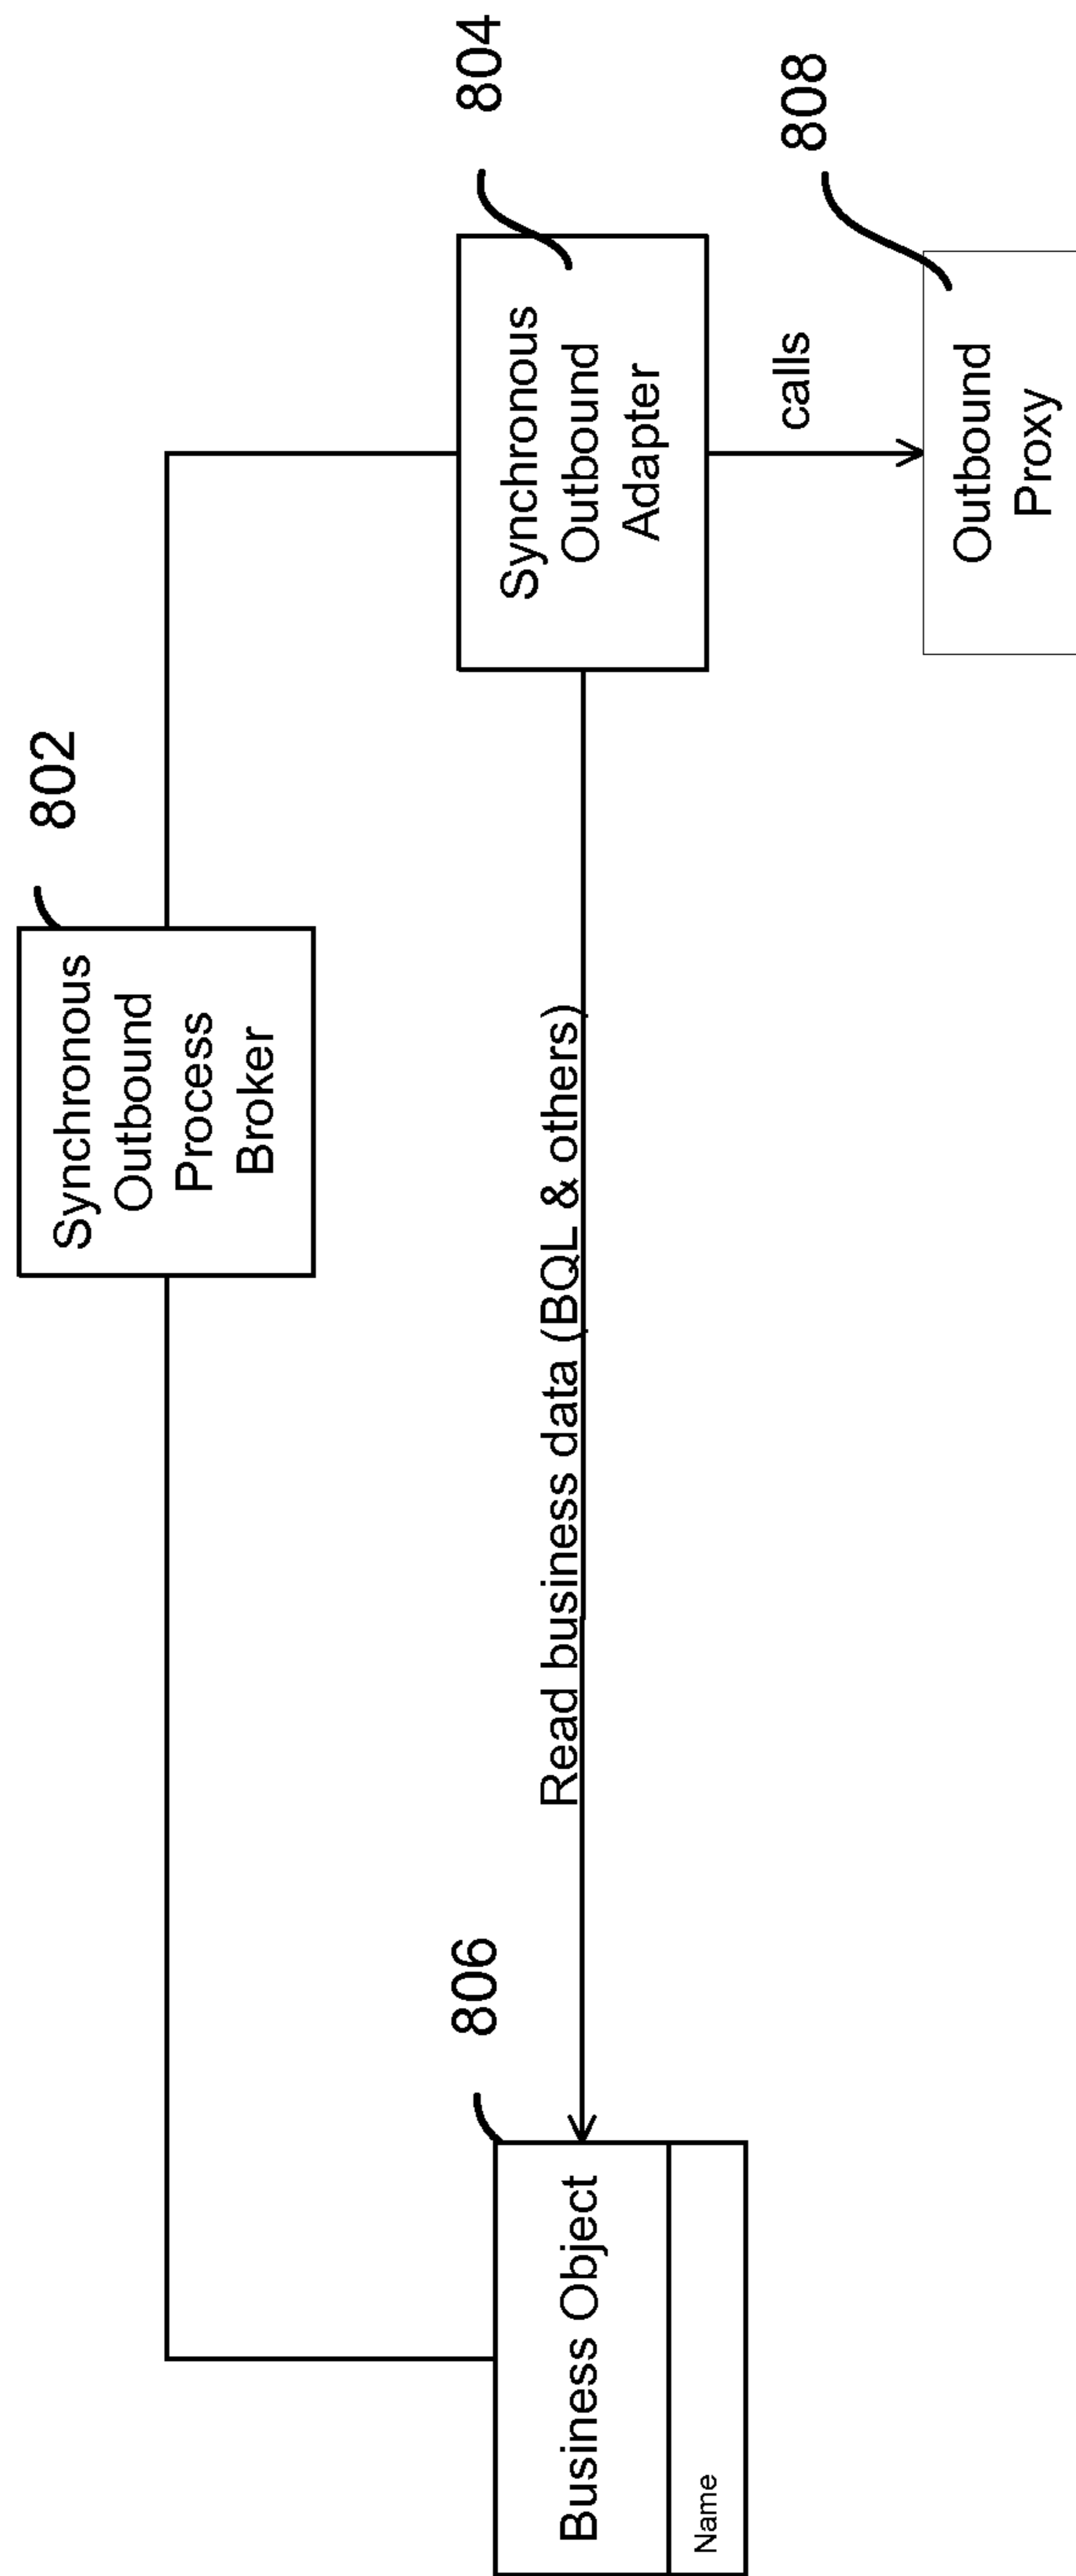 802
Synchronous
Outbound
Process
Broker
806
804
Business Object
Name
Read business data (BQL & others)
Synchronous
Outbound
Adapter
calls
808
Outbound
Proxy